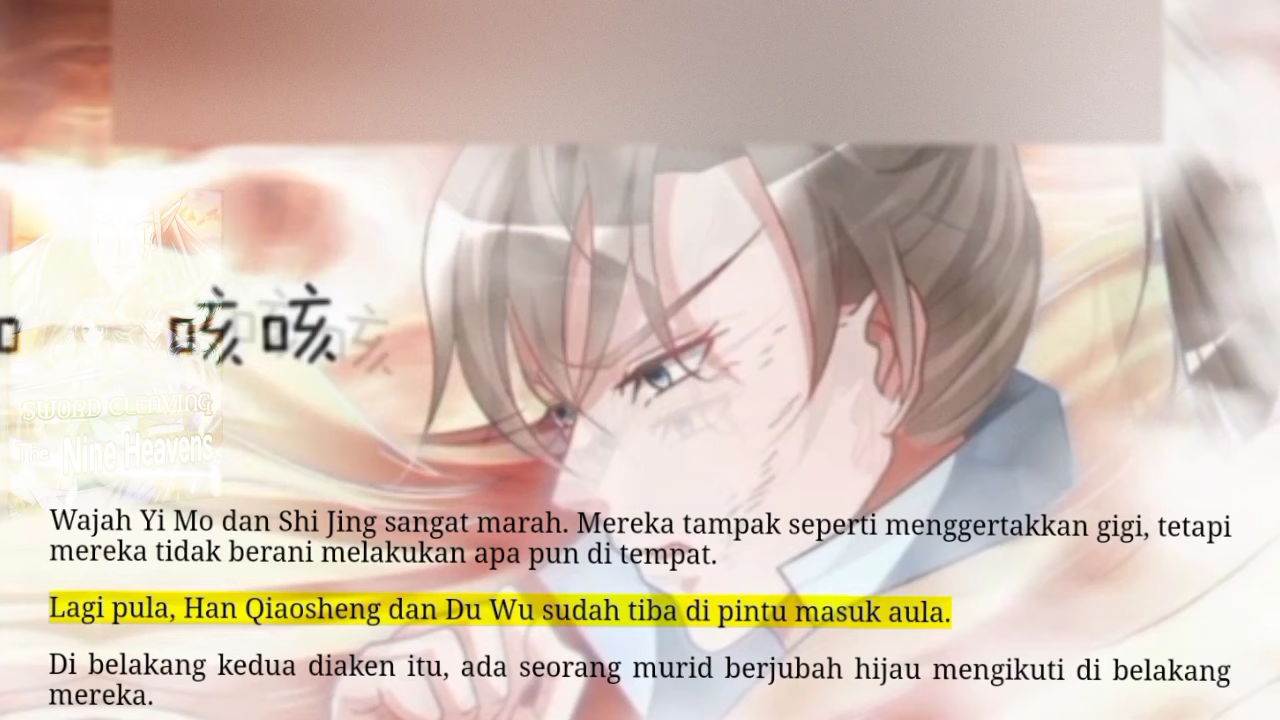 咳咳
SWORD CLEAVING
The Nine Heavens
Wajah Yi Mo dan Shi Jing sangat marah. Mereka tampak seperti menggertakkan gigi, tetapi
mereka tidak berani melakukan apa pun di tempat.
Lagi pula, Han Qiaosheng dan Du Wu sudah tiba di pintu masuk aula.
Di belakang kedua diaken itu, ada seorang murid berjubah hijau mengikuti di belakang
mereka.